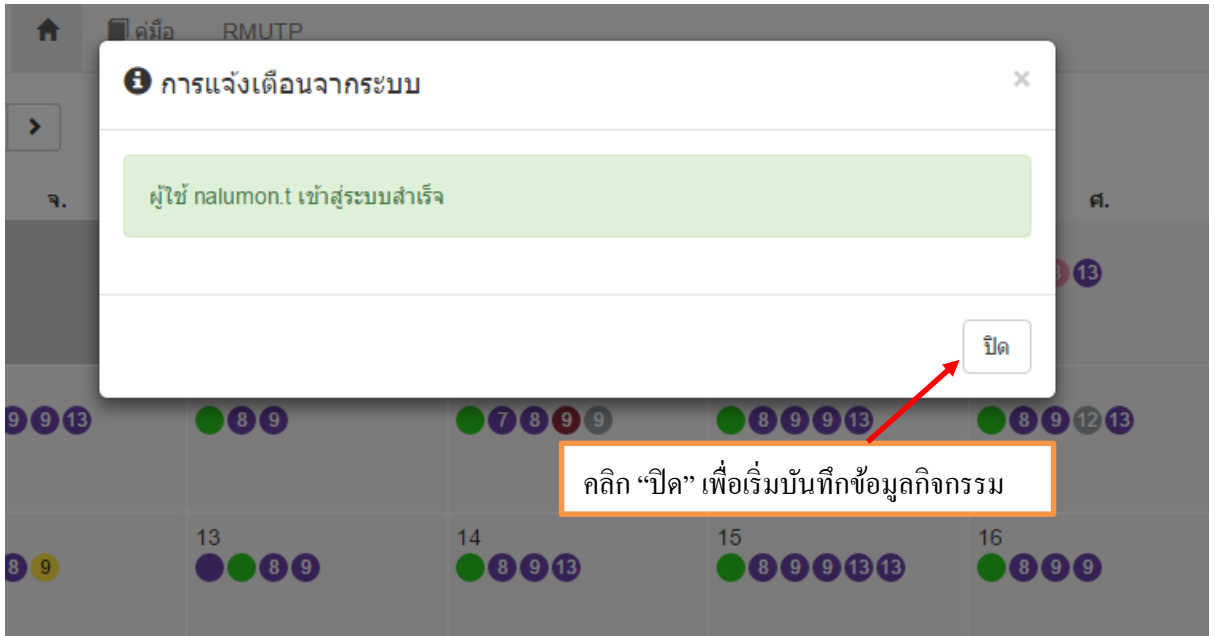 คู่มือ RMUTP
การแจ้งเตือนจากระบบ ×
จ. ศ.
ผู้ใช้ nalumon.t เข้าสู่ระบบสำเร็จ
13
ปิด
9 9 13 8 9 7 8 9 9 8 9 9 13 8 9 12 13
คลิก “ปิด” เพื่อเริ่มบันทึกข้อมูลกิจกรรม
13 14 15 16
8 9 8 9 8 9 13 8 9 9 13 13 8 9 9